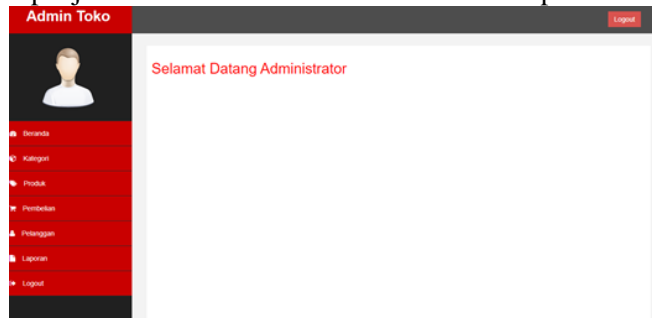 Admin Toko
Logout
Selamat Datang Administrator
Beranda
Kategori
Produk
Pembelian
Pelanggan
Laporan
Logout